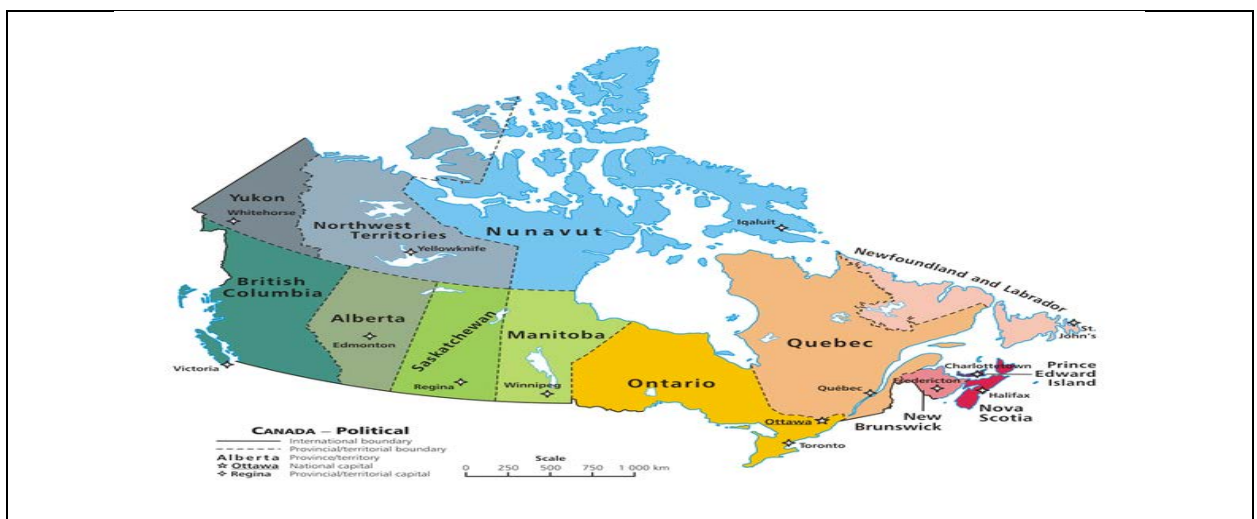 Yukon
Whitehorse
Northwest
Territories
Yellowknife
Nunavut
Iqaluit
British
Columbia
Victoria
Alberta
Edmonton
Saskatchewan
Regina
Manitoba
Winnipeg
Ontario
Ottawa
Toronto
Quebec
Québec
Newfoundland and Labrador
St.
John's
Charlottetown
Prince
Edward
Island
Fredericton
Halifax
New
Brunswick
Nova
Scotia
CANADA – Political
International boundary
Provincial/territorial boundary
Alberta Province/territory
Ottawa National capital
Regina Provincial/territorial capital
Scale
0 250 500 750 1 000 km